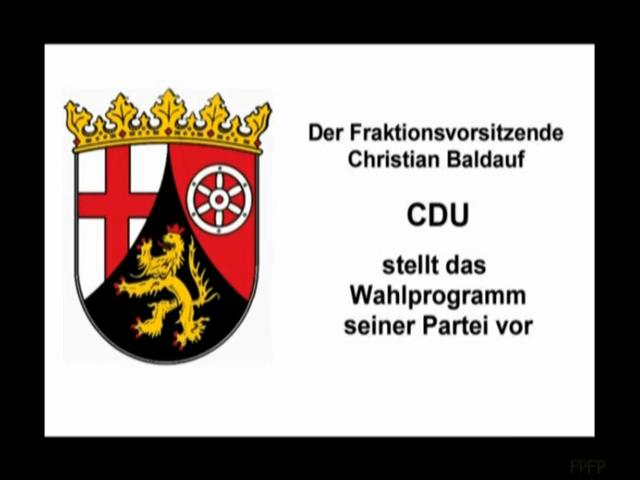 Der Fraktionsvorsitzende
Christian Baldauf
CDU
stellt das
Wahlprogramm
seiner Partei vor
FPFP